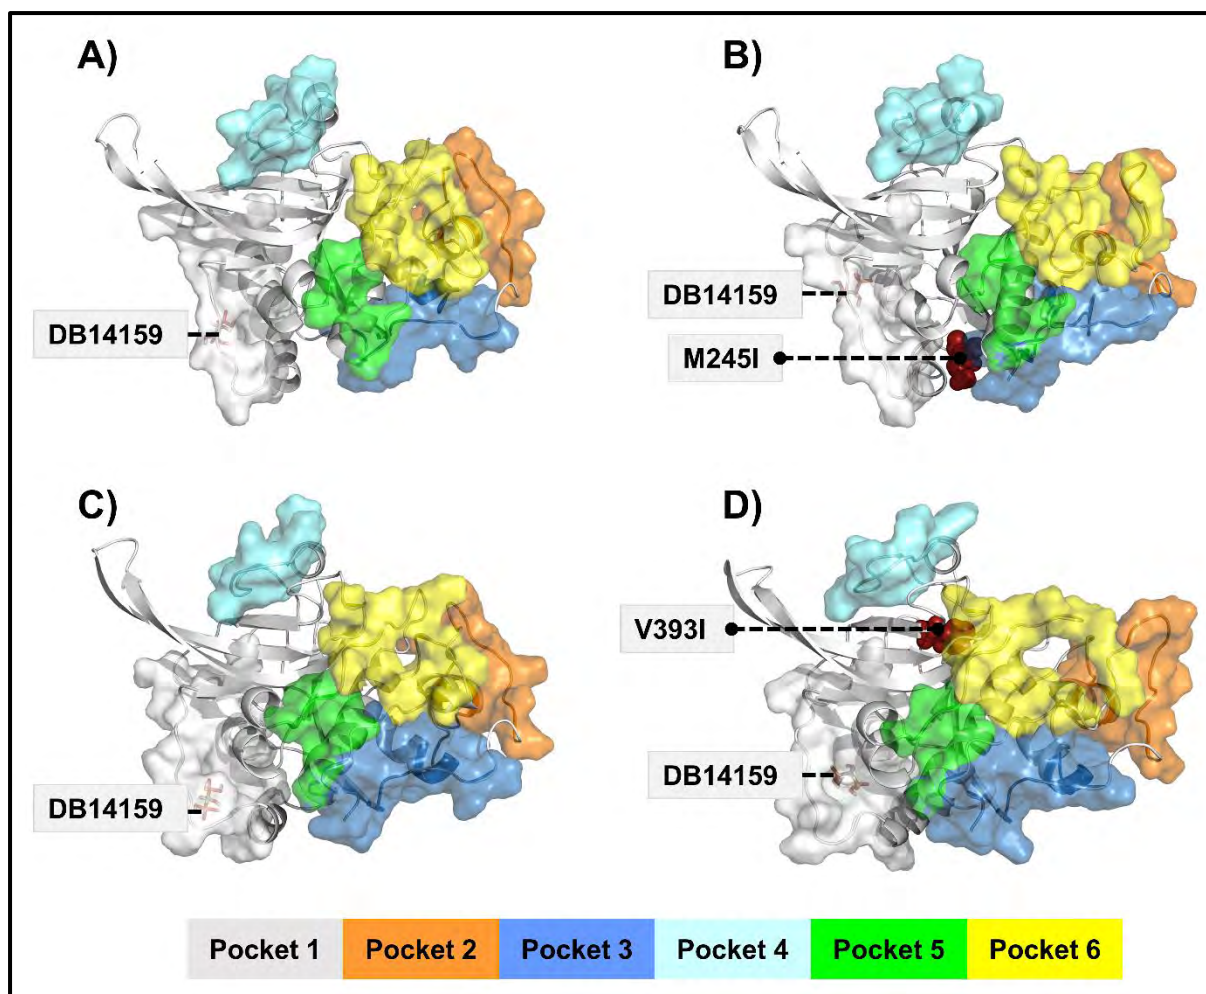 A)
B)
DB14159
DB14159
M245I
C)
D)
V393I
DB14159
DB14159
Pocket 1 Pocket 2 Pocket 3 Pocket 4 Pocket 5 Pocket 6